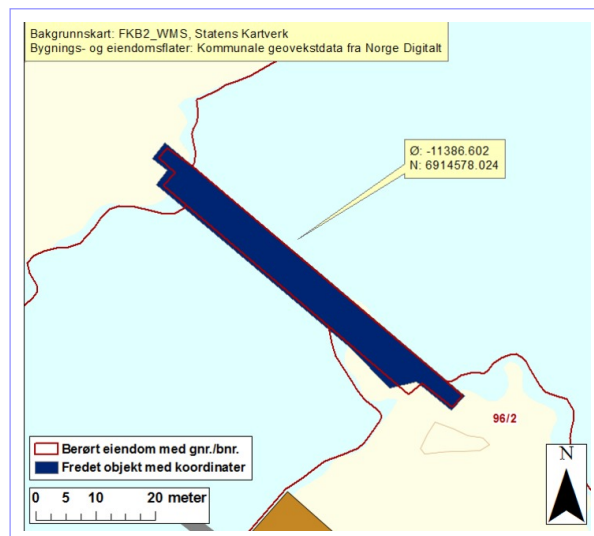 Bakgrunnskart: FKB2_WMS, Statens Kartverk
Bygnings- og eiendomsflater: Kommunale geovekstdata fra Norge Digitalt
Ø: -11386.602
N: 6914578.024
96/2
Berørt eiendom med gnr./bnr.
Fredet objekt med koordinater
0 5 10 20 meter
N